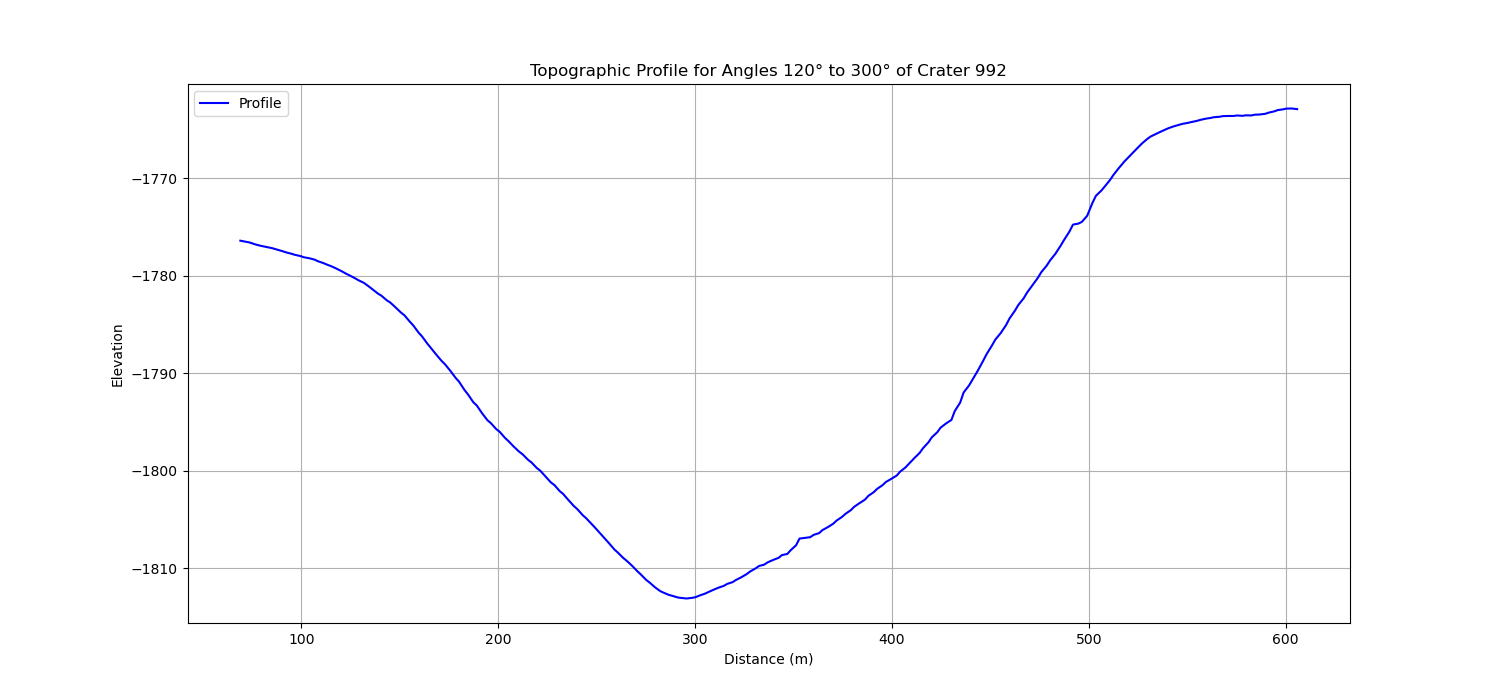 Topographic Profile for Angles 120° to 300° of Crater 992
Profile
−1770
−1780
−1790
−1800
−1810
Elevation
100 200 300 400 500 600
Distance (m)